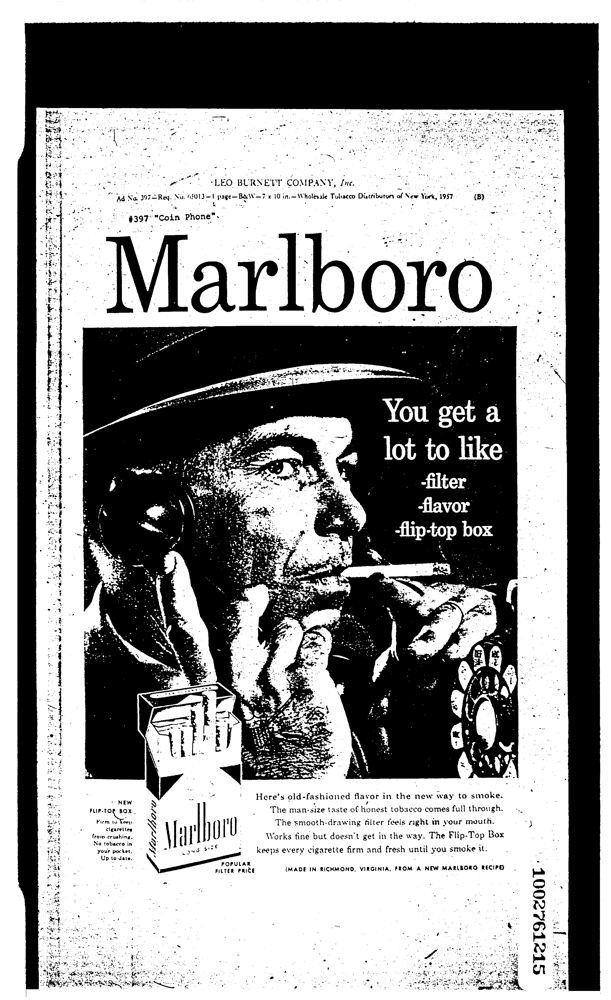 LEO BURNETT COMPANY, Inc.
Ad No. 397—Req. No. 69013—1 page—B&W—7 x 10 in.—Wholesale Tobacco Distributors of New York, 1957 (B)
#397 "Coin Phone"
Marlboro
You get a
lot to like
-filter
-flavor
-flip-top box
Here's old-fashioned flavor in the new way to smoke.
The man-size taste of honest tobacco comes full through.
The smooth-drawing filter feels right in your mouth.
Works fine but doesn't get in the way. The Flip-Top Box
keeps every cigarette firm and fresh until you smoke it.
(MADE IN RICHMOND, VIRGINIA, FROM A NEW MARLBORO RECIPE)
NEW
FLIP-TOP BOX
Firm to keep
cigarettes
from crushing.
No tobacco in
your pocket.
Up to date.
Marlboro
Marlboro
LONG SIZE
POPULAR
FILTER PRICE
1002761215